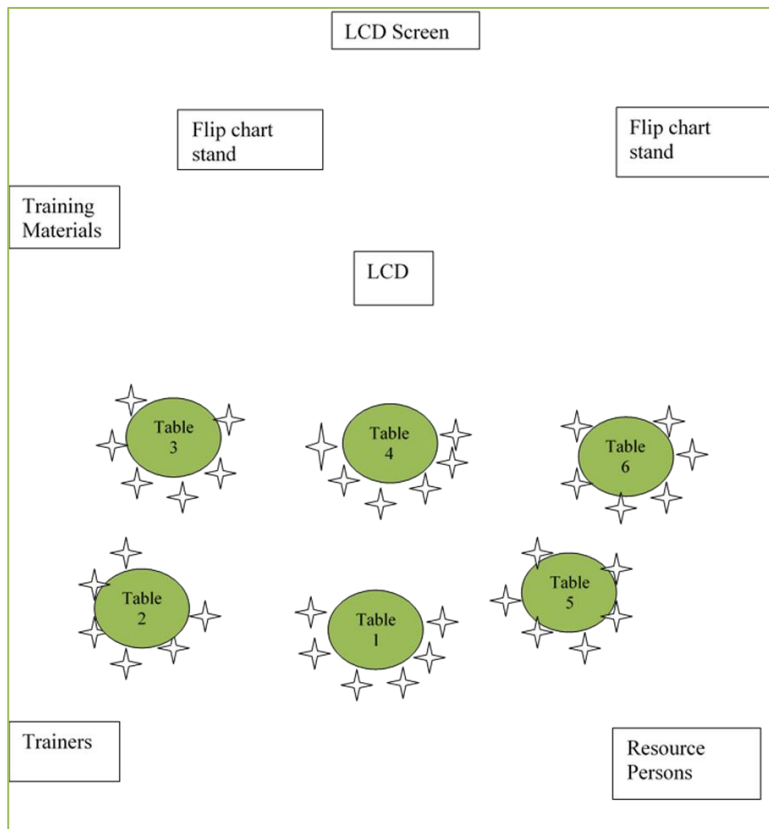 LCD Screen
Flip chart
stand
Flip chart
stand
Training
Materials
LCD
Table
3
Table
4
Table
6
Table
2
Table
1
Table
5
Trainers
Resource
Persons